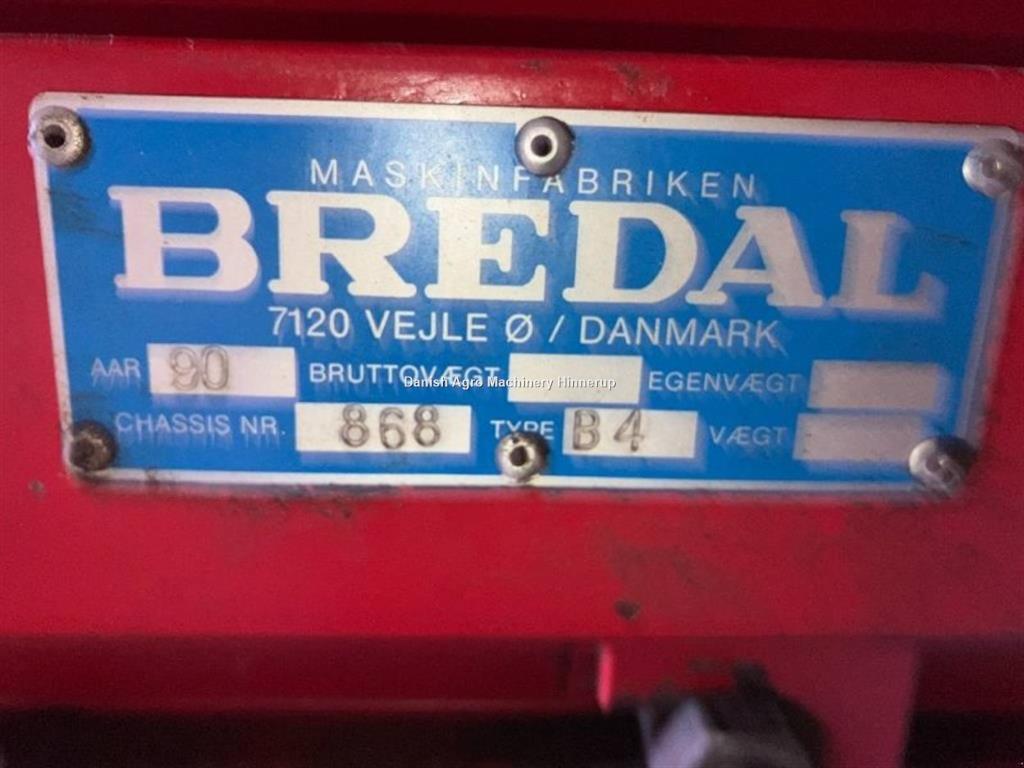 MASKINFABRIKEN
BREDAL
7120 VEJLE Ø / DANMARK
AAR 90 BRUTTOVÆGT EGENVÆGT
Danish Agro Machinery Hinnerup
CHASSIS NR. 868 TYPE B4 VÆGT